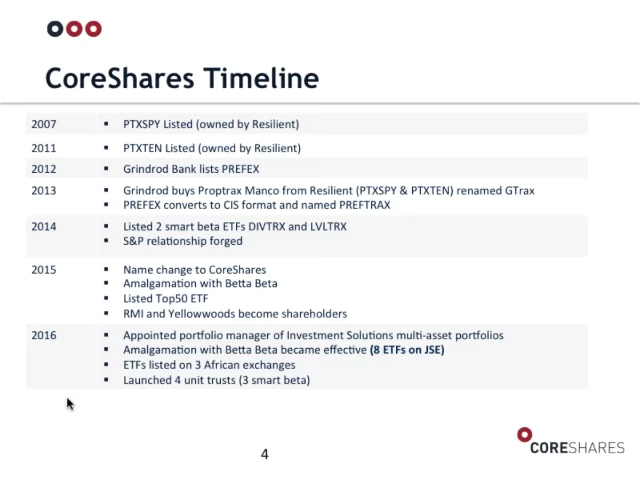 CoreShares Timeline
2007 ▪ PTXSPY Listed (owned by Resilient)
2011 ▪ PTXTEN Listed (owned by Resilient)
2012 ▪ Grindrod Bank lists PREFEX
2013 ▪ Grindrod buys Proptrax Manco from Resilient (PTXSPY & PTXTEN) renamed GTrax
▪ PREFEX converts to CIS format and named PREFTRAX
2014 ▪ Listed 2 smart beta ETFs DIVTRX and LVLTRX
▪ S&P relationship forged
2015 ▪ Name change to CoreShares
▪ Amalgamation with Betta Beta
▪ Listed Top50 ETF
▪ RMI and Yellowwoods become shareholders
2016 ▪ Appointed portfolio manager of Investment Solutions multi-asset portfolios
▪ Amalgamation with Betta Beta became effective (8 ETFs on JSE)
▪ ETFs listed on 3 African exchanges
▪ Launched 4 unit trusts (3 smart beta)
CORESHARES
4